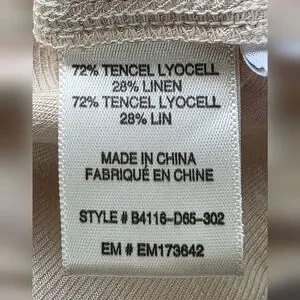 72% TENCEL LYOCELL
28% LINEN
72% TENCEL LYOCELL
28% LIN
MADE IN CHINA
FABRIQUÉ EN CHINE
STYLE # B4116-D65-302
EM # EM173642